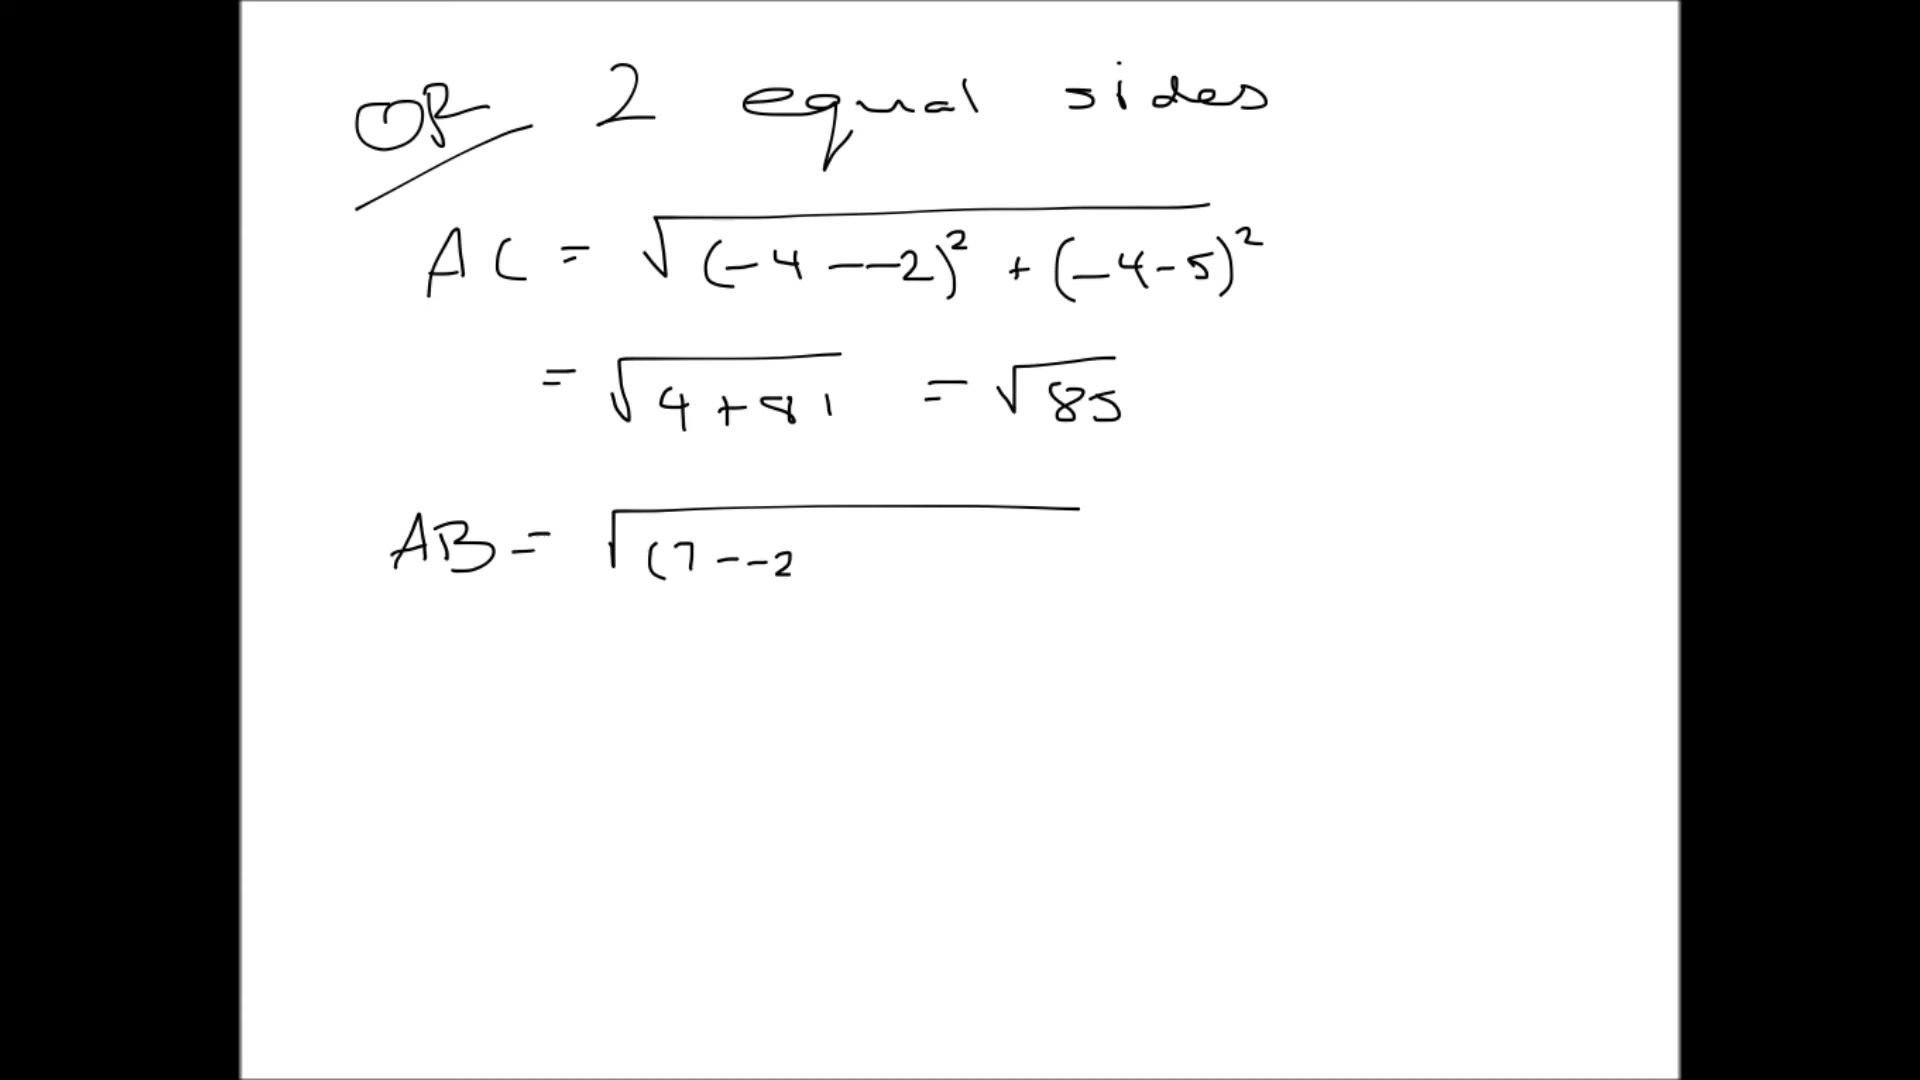 OR 2 equal sides
AC = √(-4 - -2)² + (-4-5)²
= √4+81 = √85
AB = √(7 - -2